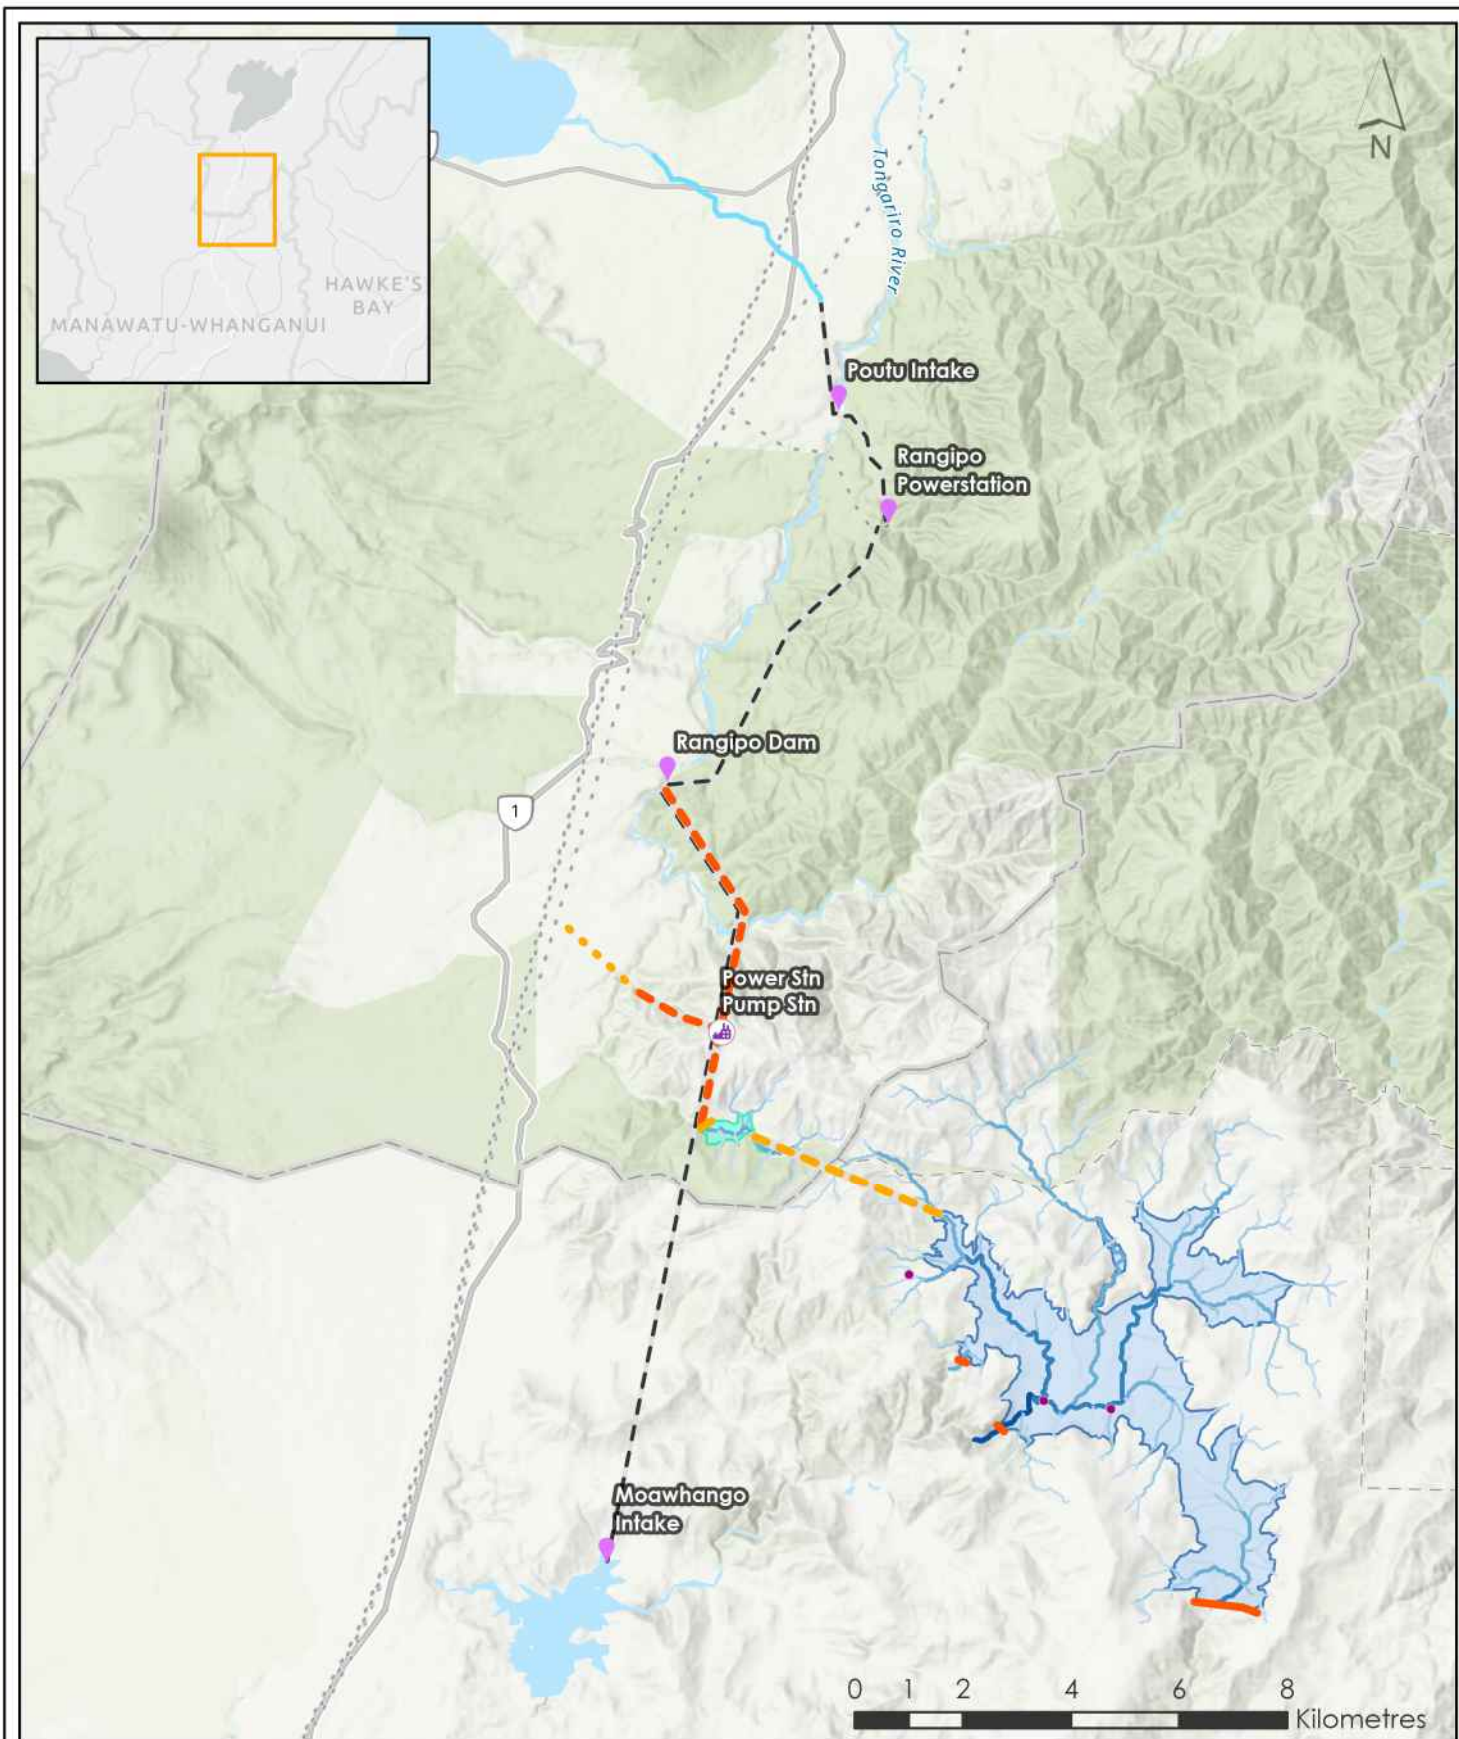 HAWKE'S
BAY
MANAWATU-WHANGANUI
N
Tongariro River
Poutu Intake
Rangipo
Powerstation
Rangipo Dam
1
Power Stn
Pump Stn
Moawhango
Intake
0 1 2 4 6 8
Kilometres